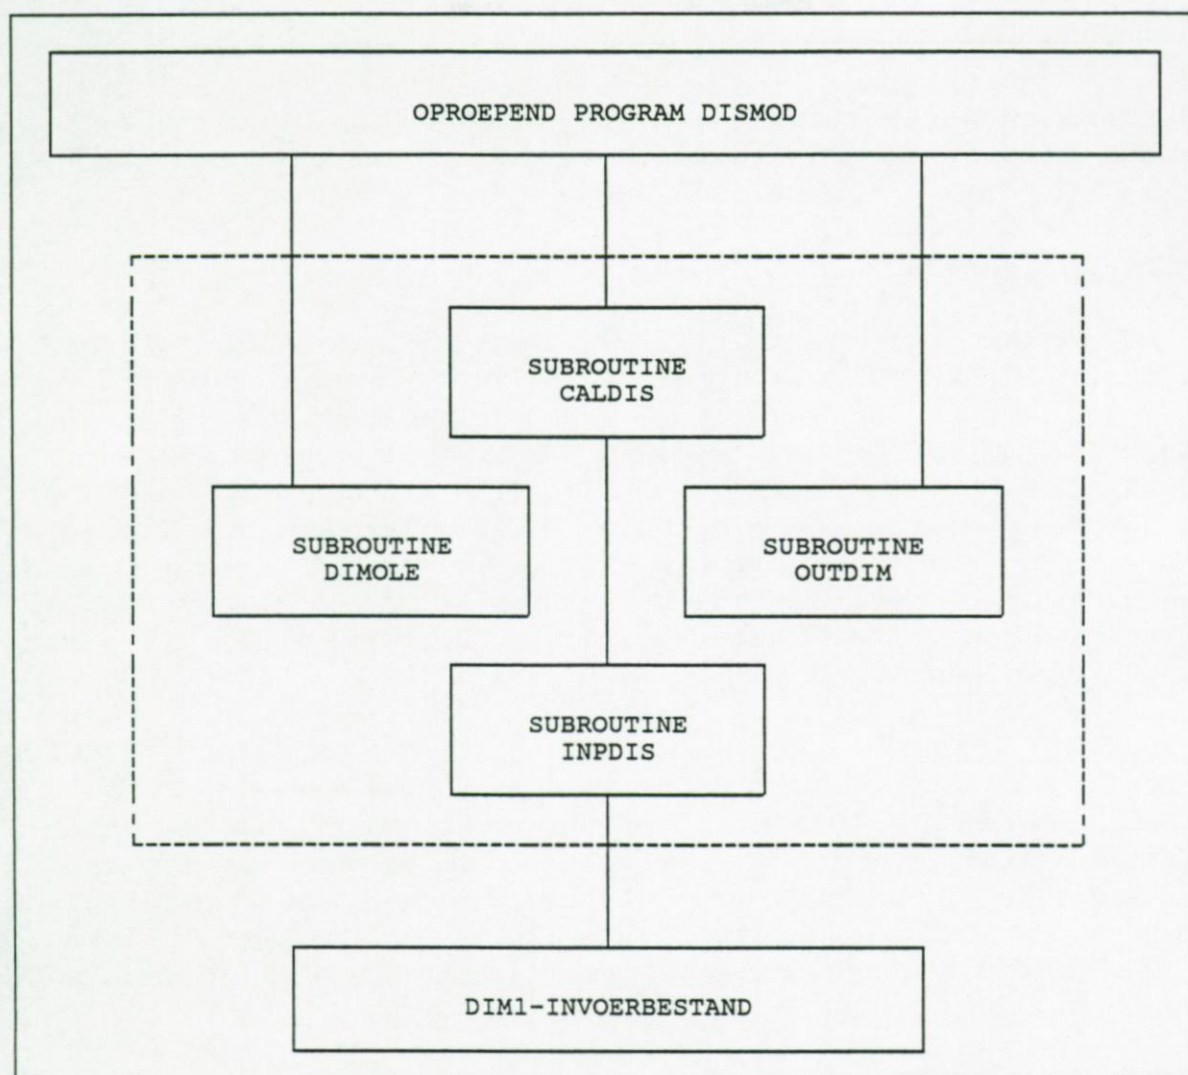 OPROEPEND PROGRAM DISMOD
SUBROUTINE
CALDIS
SUBROUTINE
DIMOLE
SUBROUTINE
OUTDIM
SUBROUTINE
INPDIS
DIM1-INVOERBESTAND